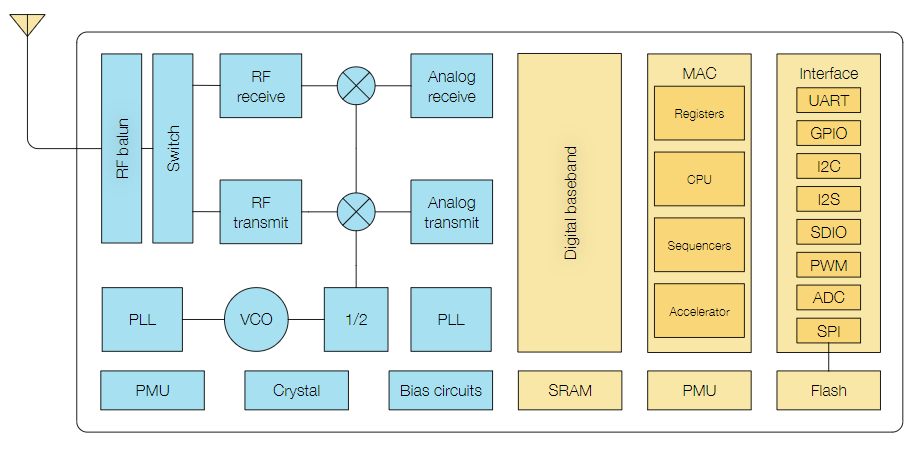 RF balun
Switch
RF
receive
Analog
receive
RF
transmit
Analog
transmit
PLL
VCO
1/2
PLL
PMU
Crystal
Bias circuits
Digital baseband
SRAM
MAC
Registers
CPU
Sequencers
Accelerator
PMU
Interface
UART
GPIO
I2C
I2S
SDIO
PWM
ADC
SPI
Flash